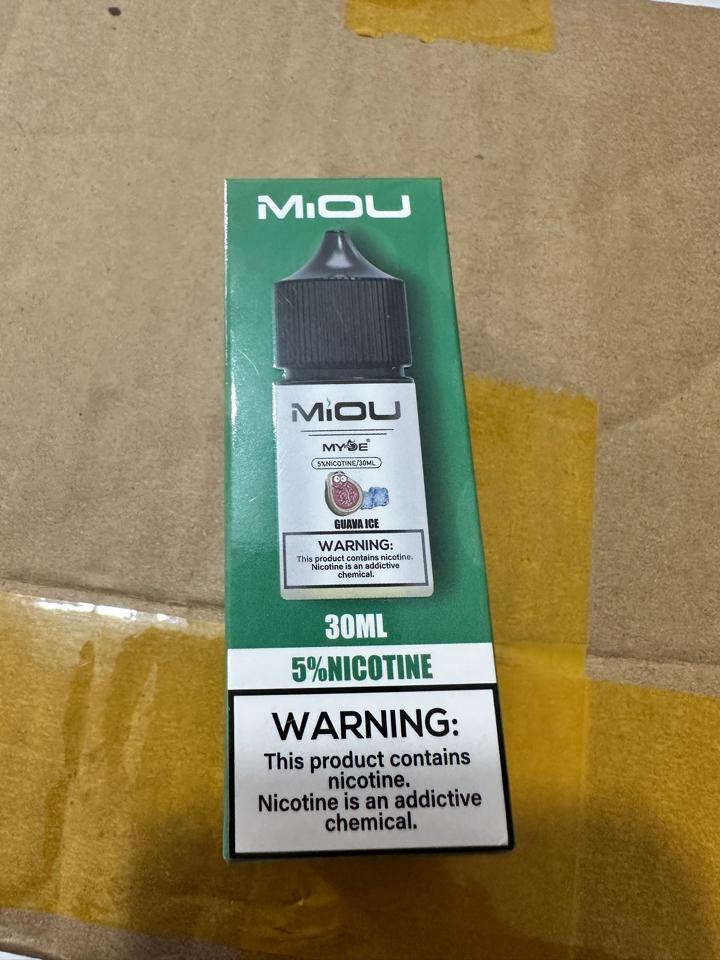 MiOU
MiOU
5%NICOTINE/30ML
GUAVA ICE
WARNING:
This product contains nicotine.
Nicotine is an addictive
chemical.
30ML
5%NICOTINE
WARNING:
This product contains
nicotine.
Nicotine is an addictive
chemical.